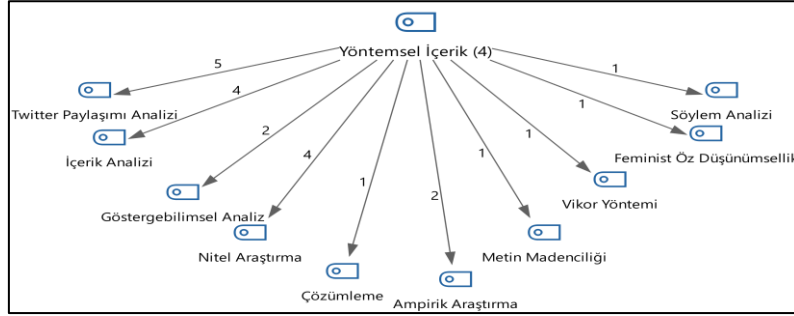 Yöntemsel İçerik (4)
5
1
Twitter Paylaşımı Analizi
Söylem Analizi
4
1
İçerik Analizi
Feminist Öz Düşünümsellik
2
1
Göstergebilimsel Analiz
Vikor Yöntemi
4
1
Nitel Araştırma
Metin Madenciliği
1
2
Çözümleme
Ampirik Araştırma